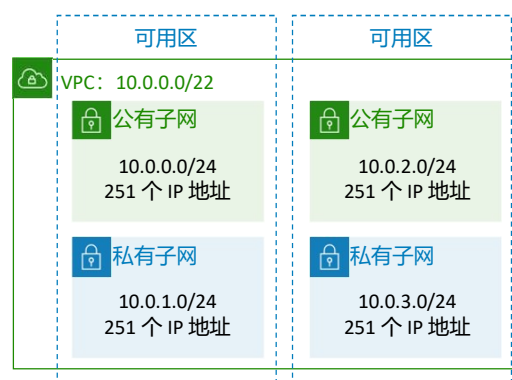 可用区
可用区
VPC：10.0.0.0/22
公有子网
10.0.0.0/24
251 个 IP 地址
公有子网
10.0.2.0/24
251 个 IP 地址
私有子网
10.0.1.0/24
251 个 IP 地址
私有子网
10.0.3.0/24
251 个 IP 地址